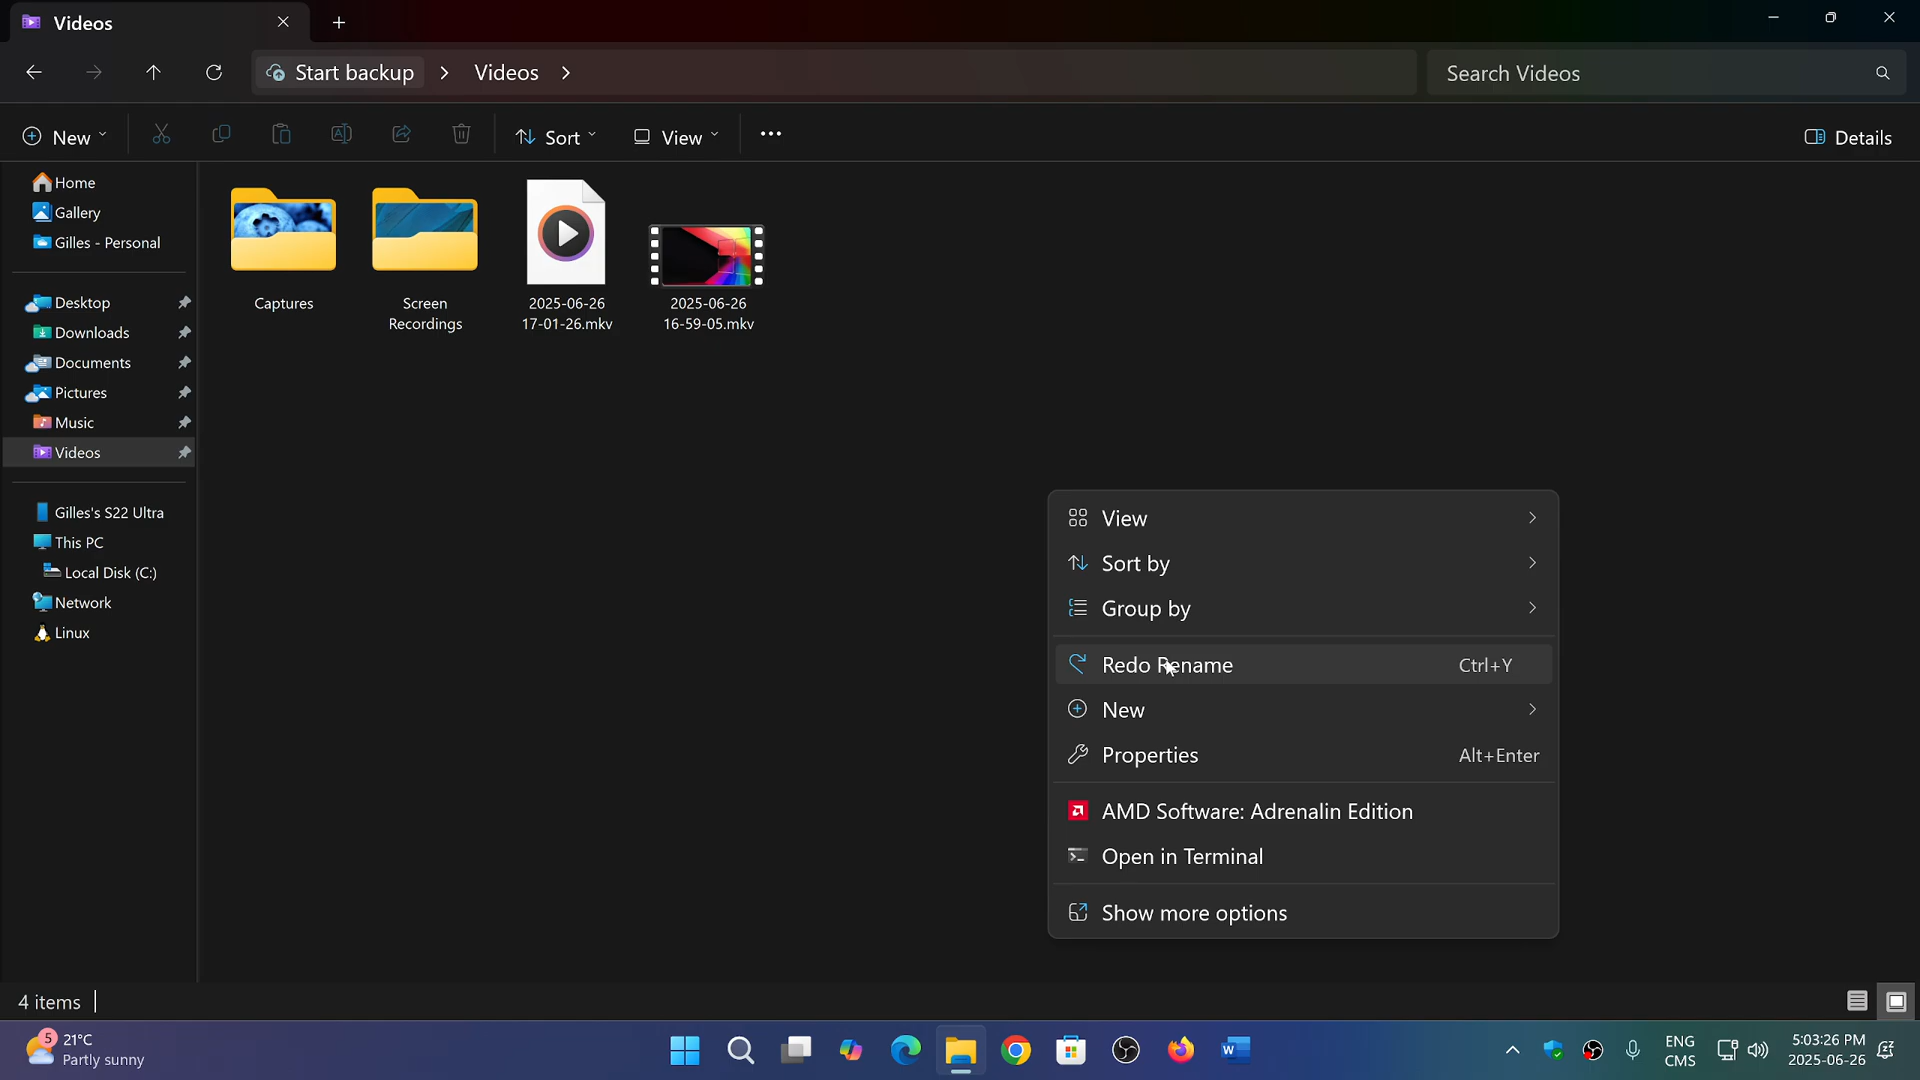 Videos
Start backup
Videos
Search Videos
New
Sort
View
Details
Home
Gallery
Gilles - Personal
Desktop
Downloads
Documents
Pictures
Music
Videos
Gilles's S22 Ultra
This PC
Local Disk (C:)
Network
Linux
Captures
Screen
Recordings
2025-06-26
17-01-26.mkv
2025-06-26
16-59-05.mkv
View
Sort by
Group by
Redo Rename Ctrl+Y
New
Properties Alt+Enter
AMD Software: Adrenalin Edition
Open in Terminal
Show more options
4 items
5
21°C
Partly sunny
ENG
CMS
5:03:26 PM
2025-06-26